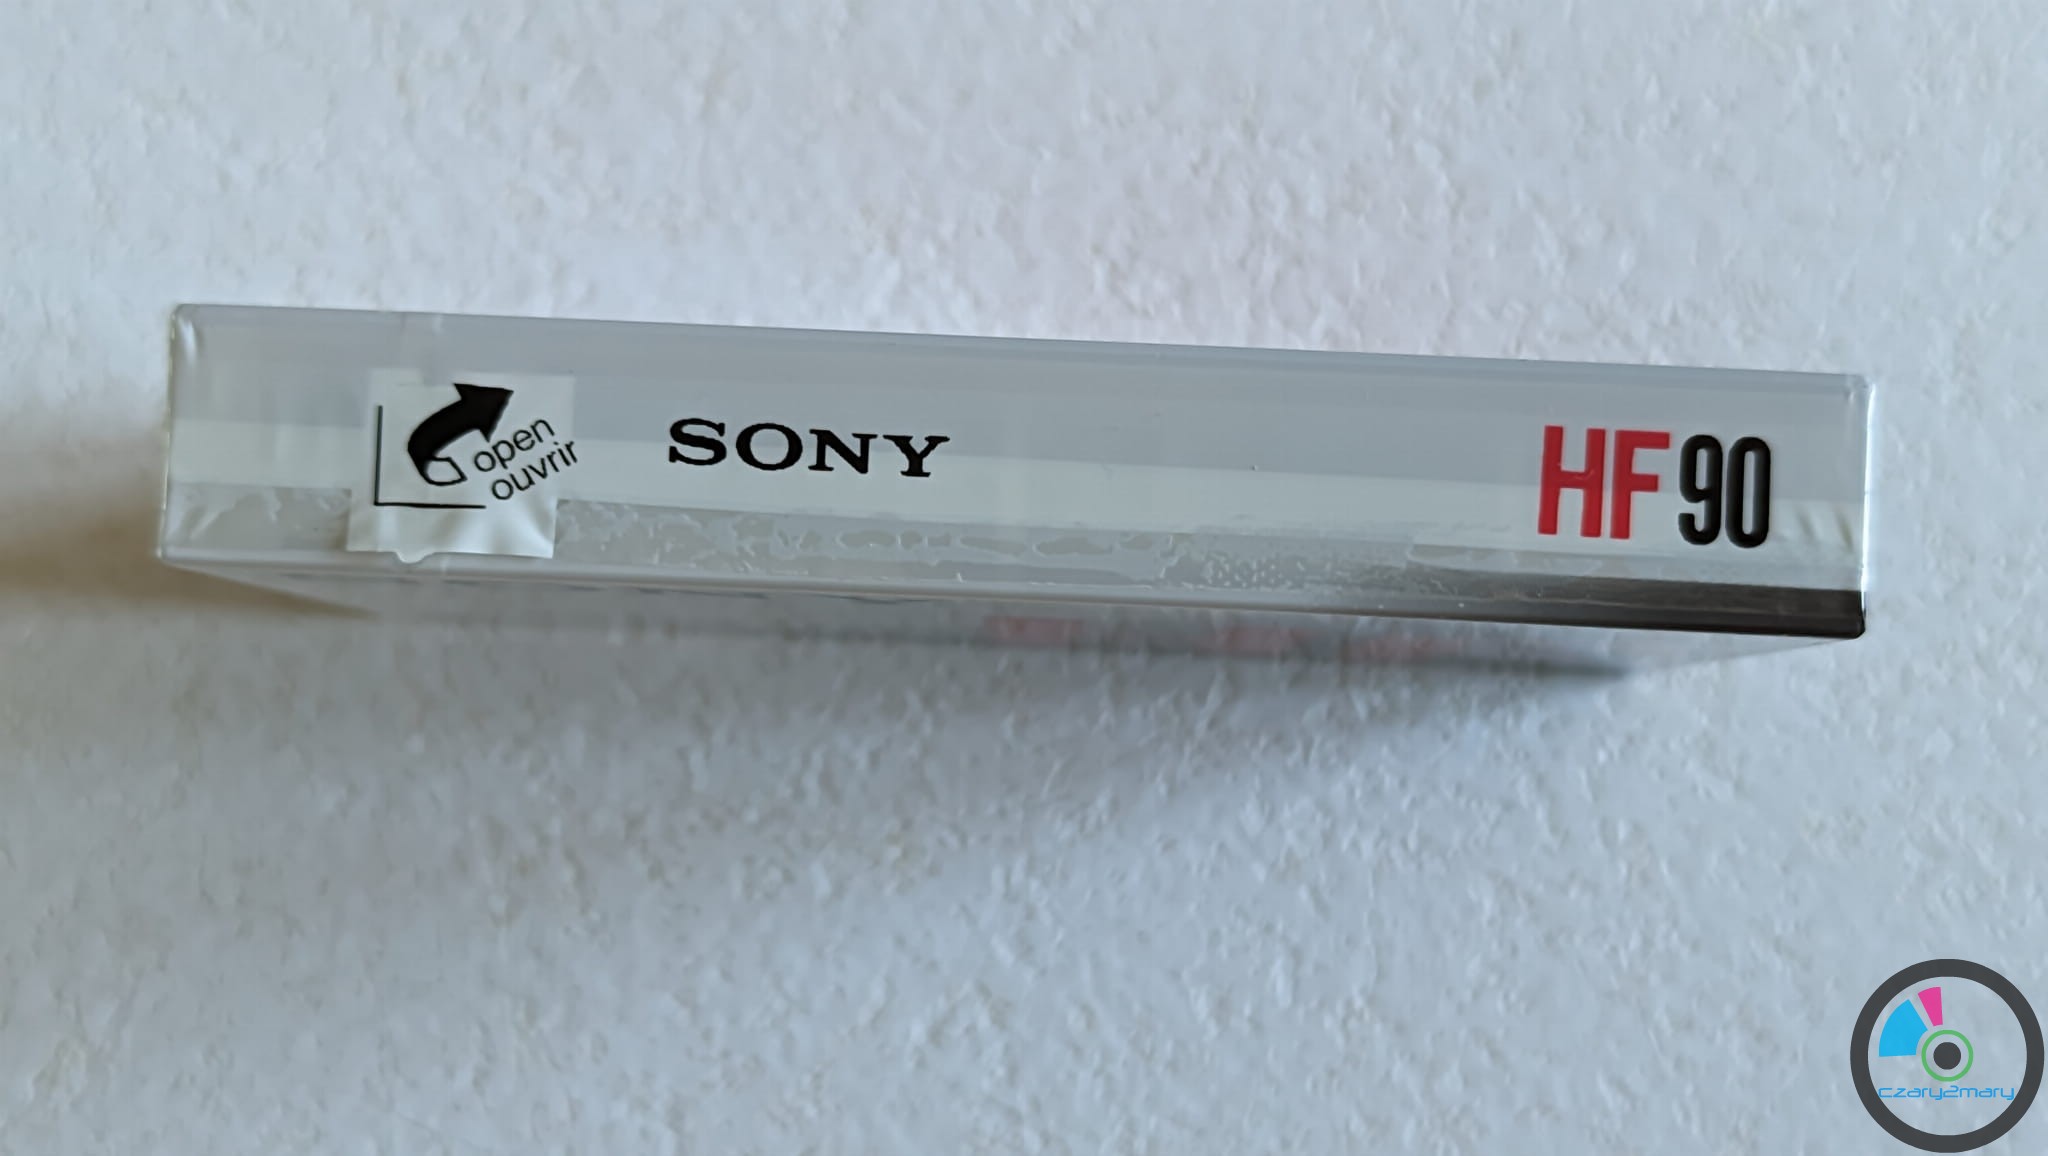 open
ouvrir
SONY
HF 90
czary2mary